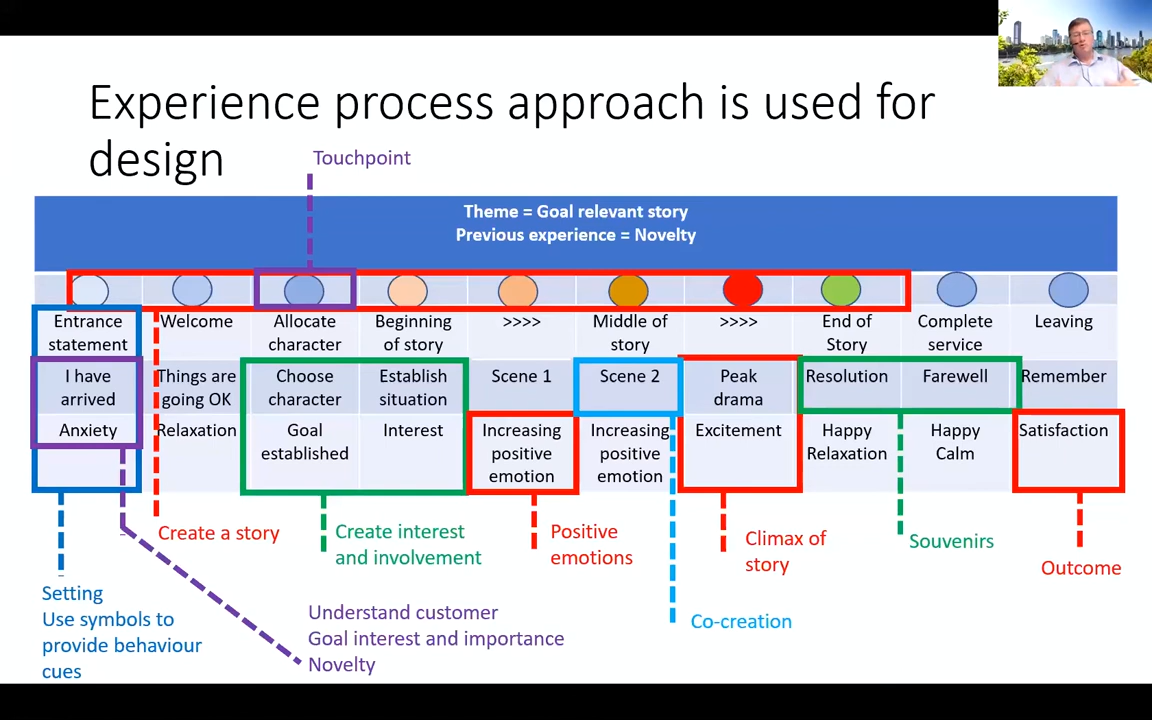 Experience process approach is used for
design
Touchpoint
Theme = Goal relevant story
Previous experience = Novelty
Entrance statement
Welcome
Allocate character
Beginning of story
>>>>
Middle of story
>>>>
End of Story
Complete service
Leaving
I have arrived
Things are going OK
Choose character
Establish situation
Scene 1
Scene 2
Peak drama
Resolution
Farewell
Remember
Anxiety
Relaxation
Goal established
Interest
Increasing positive emotion
Increasing positive emotion
Excitement
Happy Relaxation
Happy Calm
Satisfaction
Create a story
Create interest
and involvement
Positive
emotions
Climax of
story
Souvenirs
Outcome
Setting
Use symbols to
provide behaviour
cues
Understand customer
Goal interest and importance
Novelty
Co-creation